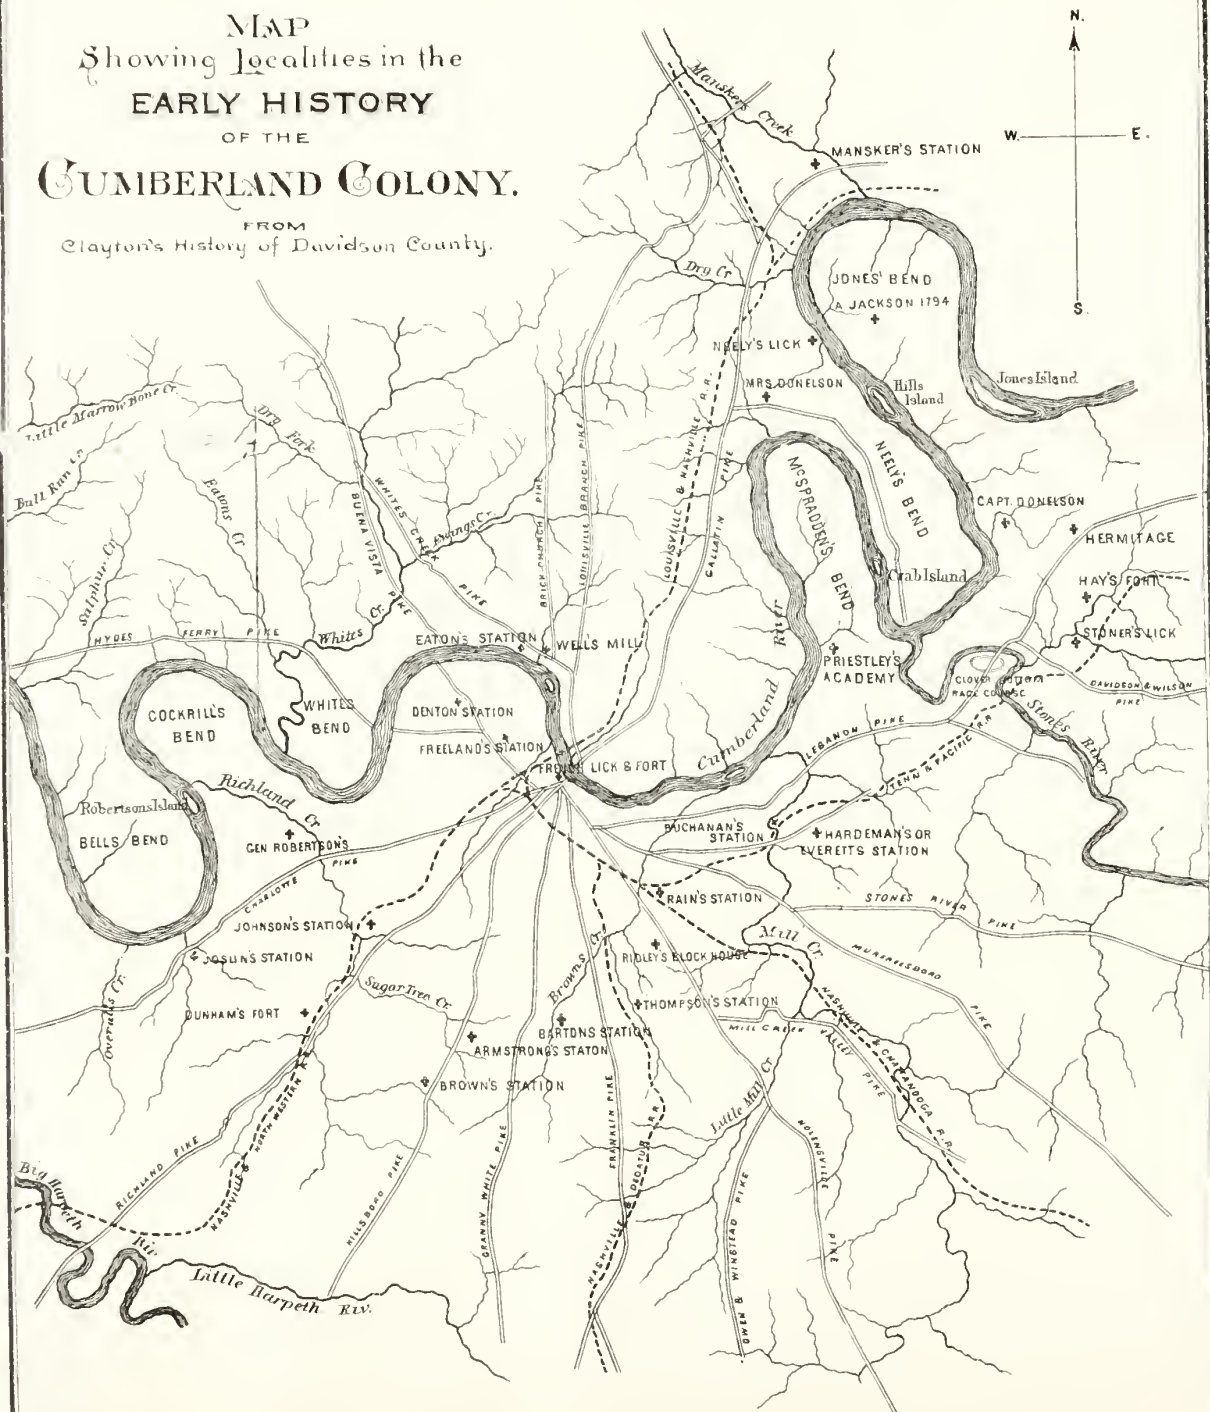 MAP
Showing Localities in the
EARLY HISTORY
OF THE
CUMBERLAND COLONY.
FROM
Clayton's History of Davidson County.
N.
W.
E.
S.
Mansker's Creek
MANSKER'S STATION
Dry Cr
JONES' BEND
A JACKSON 1794
NEELY'S LICK
MRS. DONELSON
Hills
Island
Jones Island
Little Marrow Bone Cr.
Dry Fork
Bull Run Cr
Eatons Cr.
Sulphur Cr.
BUENA VISTA
PIKE
WHITES CREEK
PIKE
Ewings Cr.
BRICK CHURCH PIKE
LOUISVILLE BRANCH PIKE
LOUISVILLE & NASHVILLE R.R.
GALLATIN PIKE
McSPRADDEN'S
BEND
NEELY'S BEND
CAPT. DONELSON
HERMITAGE
Crab Island
HAY'S FORT
STONER'S LICK
HYDES FERRY PIKE
Whites Cr.
EATON'S STATION
WELLS MILL
PRIESTLEY'S
ACADEMY
CLOVER BOTTOM
RACE COURSE
DAVIDSON & WILSON
PIKE
COCKRILL'S
BEND
WHITES
BEND
DENTON STATION
FREELAND'S STATION
FRENCH LICK & FORT
Cumberland River
LEBANON PIKE
TENN & PACIFIC R.R.
Stones River
Robertsons Island
Richland Cr
BELLS BEND
GEN ROBERTSON'S
CHARLOTTE PIKE
BUCHANAN'S
STATION
HARDEMAN'S OR
EVERETTS STATION
RAIN'S STATION
STONES RIVER PIKE
JOHNSON'S STATION
JOSLIN'S STATION
Browns Cr.
RIDLEY'S BLOCK HOUSE
Mill Cr.
MURFREESBORO PIKE
Overalls Cr.
DUNHAM'S FORT
Sugar Tree Cr.
THOMPSON'S STATION
BARTONS STATION
ARMSTRONG'S STATON
BROWN'S STATION
MILL CREEK VALLEY PIKE
NASHVILLE & CHATTANOOGA R.R.
Little Mill Cr
NASHVILLE & NORTH WESTERN R.R.
RICHLAND PIKE
HILLSBORO PIKE
GRANNY WHITE PIKE
FRANKLIN PIKE
NASHVILLE & DECATUR R.R.
OWEN & WINSTEAD PIKE
NOLENSVILLE PIKE
Big Harpeth Riv.
Little Harpeth Riv.